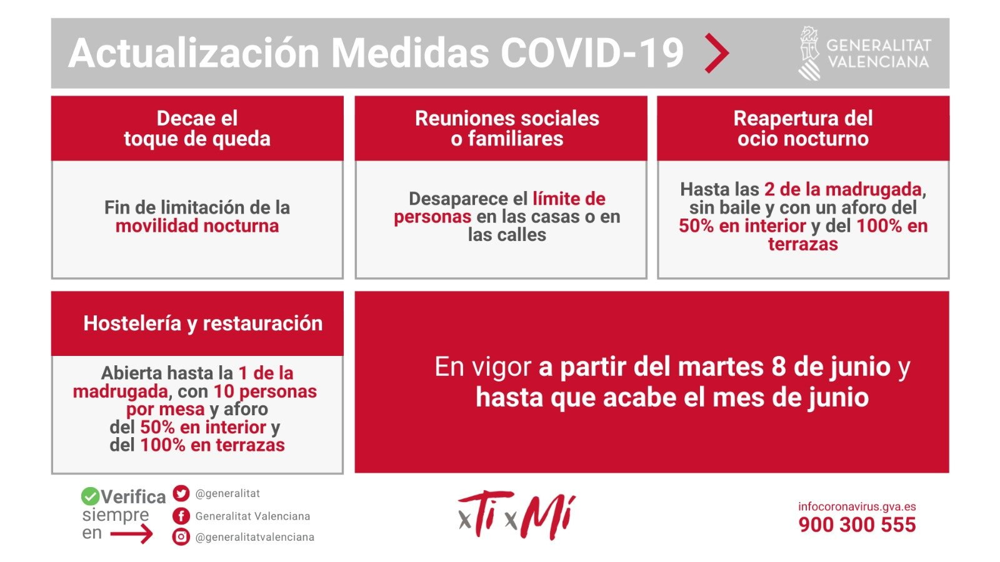 Actualización Medidas COVID-19
GENERALITAT
VALENCIANA
Decae el
toque de queda
Fin de limitación de la
movilidad nocturna
Reuniones sociales
o familiares
Desaparece el límite de
personas en las casas o en
las calles
Reapertura del
ocio nocturno
Hasta las 2 de la madrugada,
sin baile y con un aforo del
50% en interior y del 100% en
terrazas
Hostelería y restauración
Abierta hasta la 1 de la
madrugada, con 10 personas
por mesa y aforo
del 50% en interior y
del 100% en terrazas
En vigor a partir del martes 8 de junio y
hasta que acabe el mes de junio
Verifica
siempre
en
@generalitat
Generalitat Valenciana
@generalitatvalenciana
xTi xMí
infocoronavirus.gva.es
900 300 555